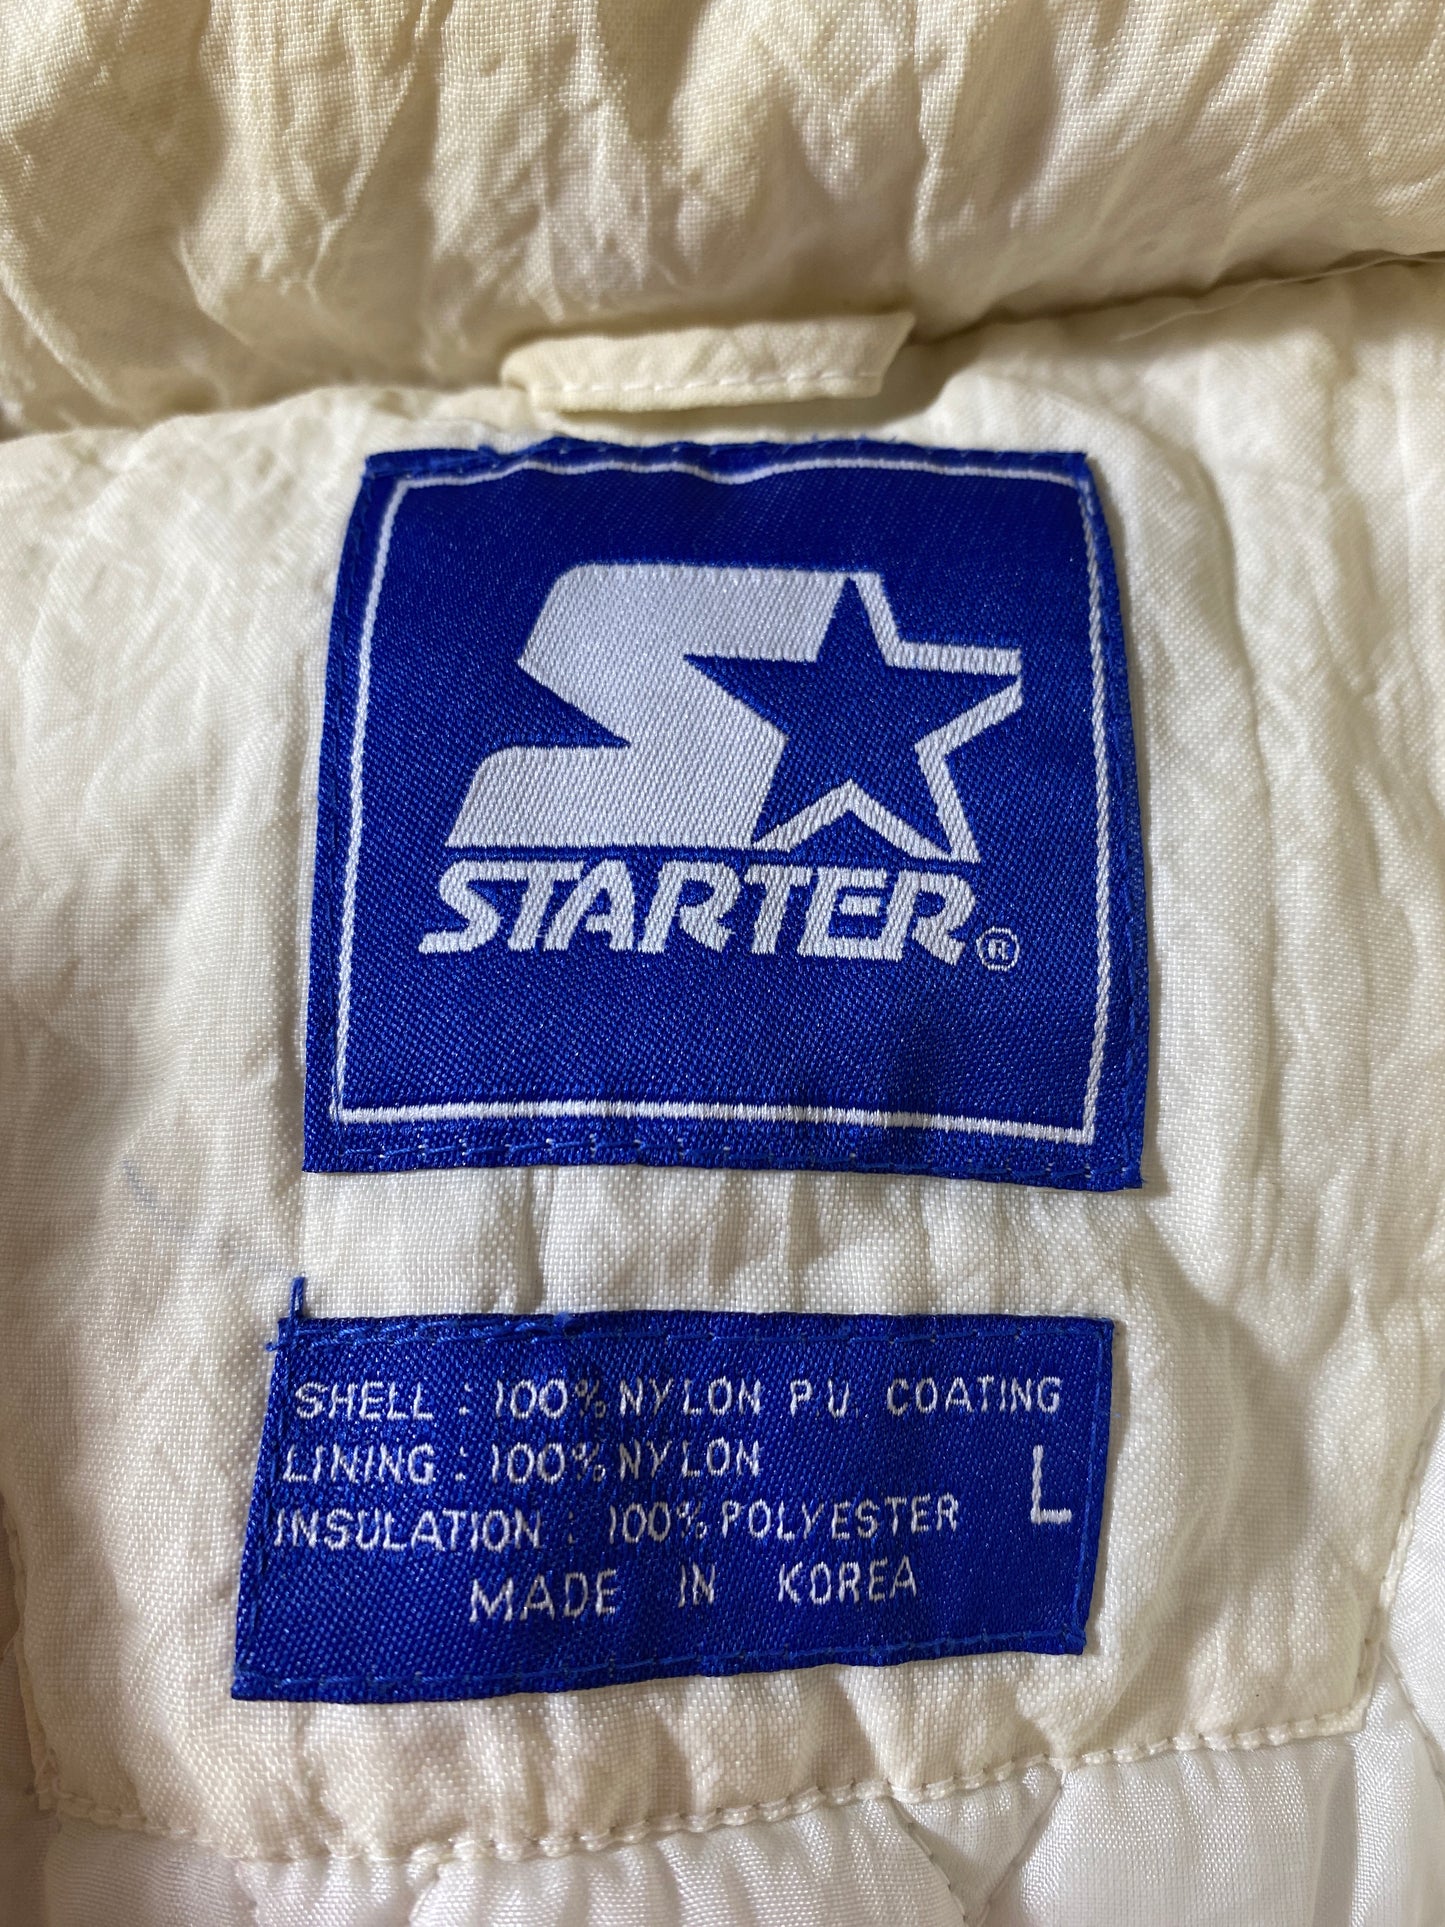 STARTER®
SHELL : 100% NYLON P.U. COATING
LINING : 100% NYLON
L
INSULATION : 100% POLYESTER
MADE IN KOREA